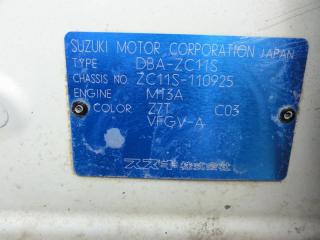 SUZUKI MOTOR CORPORATION JAPAN
TYPE DBA-ZC11S
CHASSIS NO. ZC11S-110925
ENGINE M13A
COLOR Z7T C03
VFGV-A
スズキ株式会社